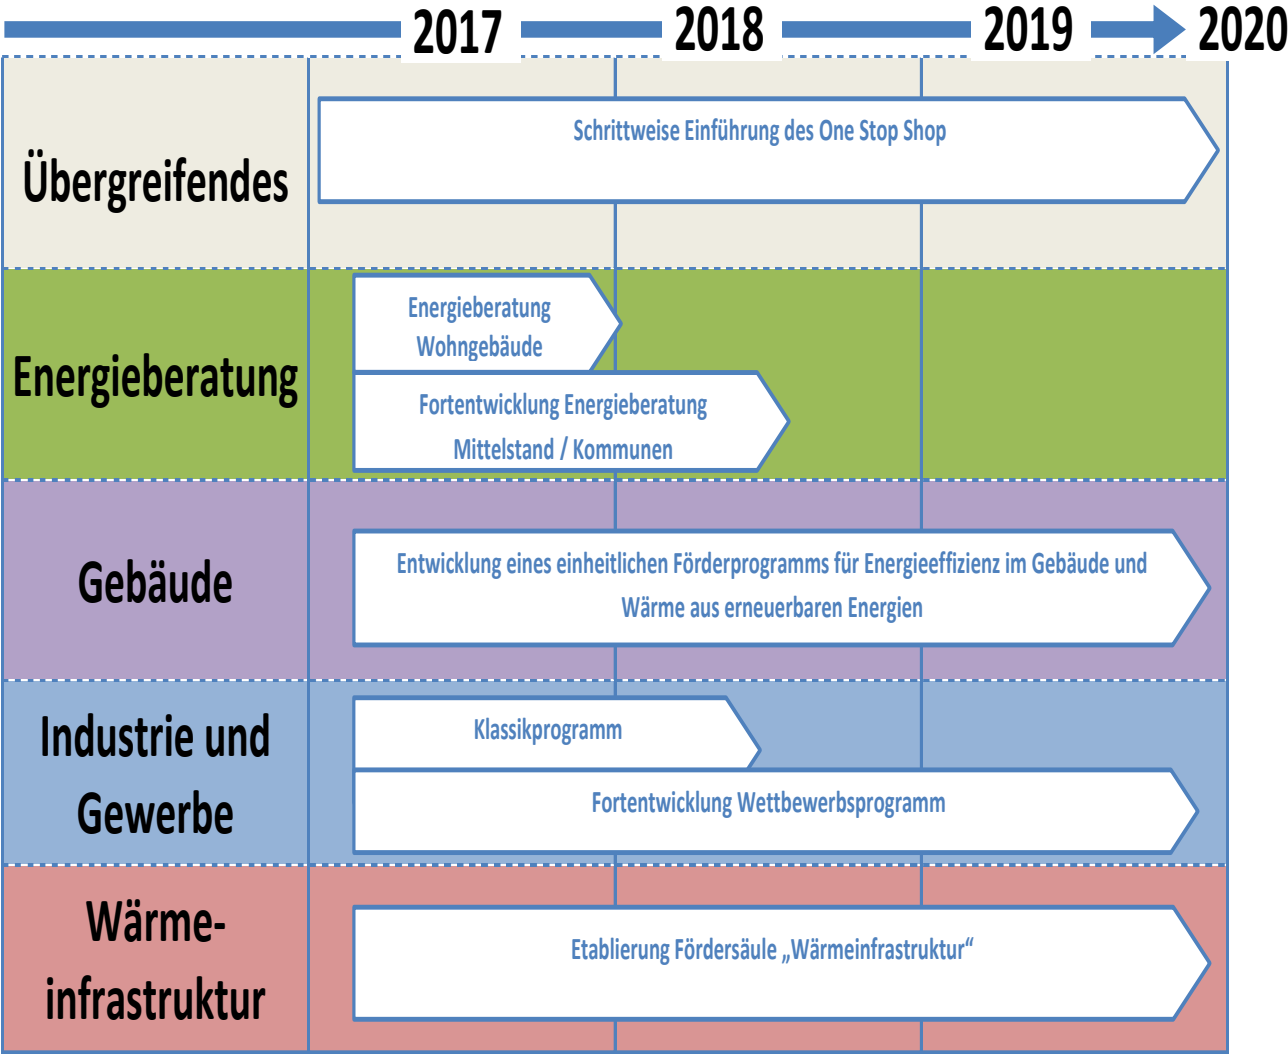 2017 2018 2019 2020
Übergreifendes
Schrittweise Einführung des One Stop Shop
Energieberatung
Energieberatung
Wohngebäude
Fortentwicklung Energieberatung
Mittelstand / Kommunen
Gebäude
Entwicklung eines einheitlichen Förderprogramms für Energieeffizienz im Gebäude und
Wärme aus erneuerbaren Energien
Industrie und
Gewerbe
Klassikprogramm
Fortentwicklung Wettbewerbsprogramm
Wärme-
infrastruktur
Etablierung Fördersäule „Wärmeinfrastruktur“